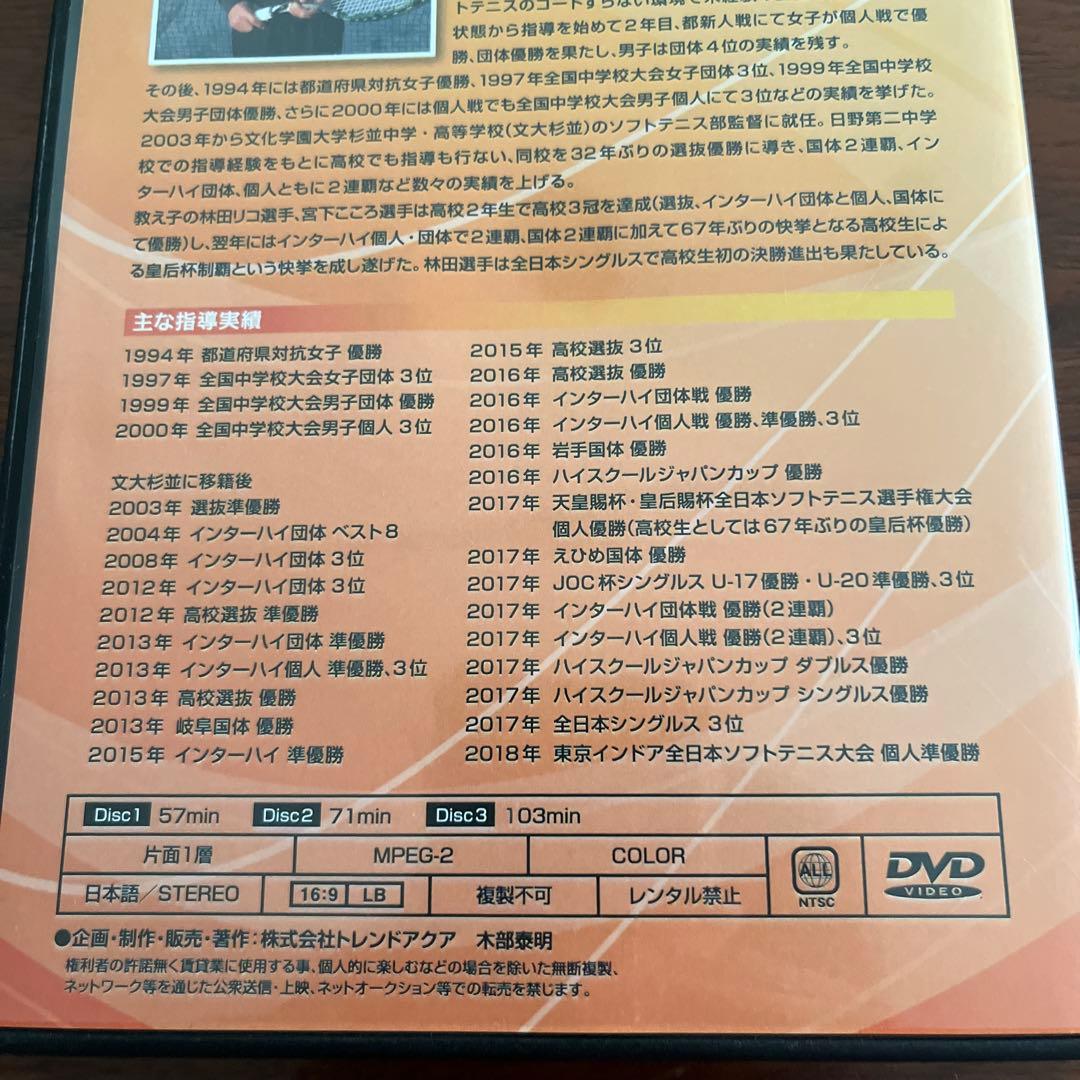 状態から指導を始めて2年目、都新人戦にて女子が個人戦で優
勝、団体優勝を果たし、男子は団体4位の実績を残す。
その後、1994年には都道府県対抗女子優勝、1997年全国中学校大会女子団体3位、1999年全国中学校
大会男子団体優勝、さらに2000年には個人戦でも全国中学校大会男子個人にて3位などの実績を挙げた。
2003年から文化学園大学杉並中学・高等学校(文大杉並)のソフトテニス部監督に就任。日野第二中学
校での指導経験をもとに高校でも指導も行ない、同校を32年ぶりの選抜優勝に導き、国体2連覇、イン
ターハイ団体、個人ともに2連覇など数々の実績を上げる。
教え子の林田リコ選手、宮下こころ選手は高校2年生で高校3冠を達成(選抜、インターハイ団体と個人、国体に
て優勝)し、翌年にはインターハイ個人・団体で2連覇、国体2連覇に加えて67年ぶりの快挙となる高校生によ
る皇后杯制覇という快挙を成し遂げた。林田選手は全日本シングルスで高校生初の決勝進出も果たしている。
主な指導実績
1994年 都道府県対抗女子 優勝
1997年 全国中学校大会女子団体 3位
1999年 全国中学校大会男子団体 優勝
2000年 全国中学校大会男子個人 3位
文大杉並に移籍後
2003年 選抜準優勝
2004年 インターハイ団体 ベスト8
2008年 インターハイ団体 3位
2012年 インターハイ団体 3位
2012年 高校選抜 準優勝
2013年 インターハイ団体 準優勝
2013年 インターハイ個人 準優勝、3位
2013年 高校選抜 優勝
2013年 岐阜国体 優勝
2015年 インターハイ 準優勝
2015年 高校選抜 3位
2016年 高校選抜 優勝
2016年 インターハイ団体戦 優勝
2016年 インターハイ個人戦 優勝、準優勝、3位
2016年 岩手国体 優勝
2016年 ハイスクールジャパンカップ 優勝
2017年 天皇賜杯・皇后賜杯全日本ソフトテニス選手権大会
個人優勝(高校生としては67年ぶりの皇后杯優勝)
2017年 えひめ国体 優勝
2017年 JOC杯シングルス U-17優勝・U-20準優勝、3位
2017年 インターハイ団体戦 優勝(2連覇)
2017年 インターハイ個人戦 優勝(2連覇)、3位
2017年 ハイスクールジャパンカップ ダブルス優勝
2017年 ハイスクールジャパンカップ シングルス優勝
2017年 全日本シングルス 3位
2018年 東京インドア全日本ソフトテニス大会 個人準優勝
Disc1 57min Disc2 71min Disc3 103min
片面1層 MPEG-2 COLOR
ALL NTSC
DVD VIDEO
日本語/STEREO 16:9 LB 複製不可 レンタル禁止
●企画・制作・販売・著作:株式会社トレンドアクア 木部泰明
権利者の許諾無く賃貸業に使用する事、個人的に楽しむなどの場合を除いた無断複製、
ネットワーク等を通じた公衆送信・上映、ネットオークション等での転売を禁じます。